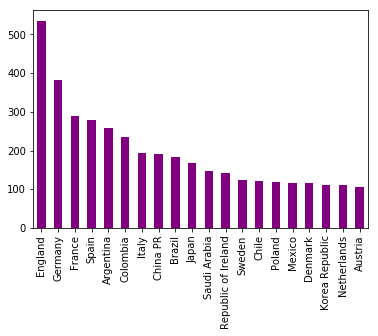 500
400
300
200
100
0
England
Germany
France
Spain
Argentina
Colombia
Italy
China PR
Brazil
Japan
Saudi Arabia
Republic of Ireland
Sweden
Chile
Poland
Mexico
Denmark
Korea Republic
Netherlands
Austria